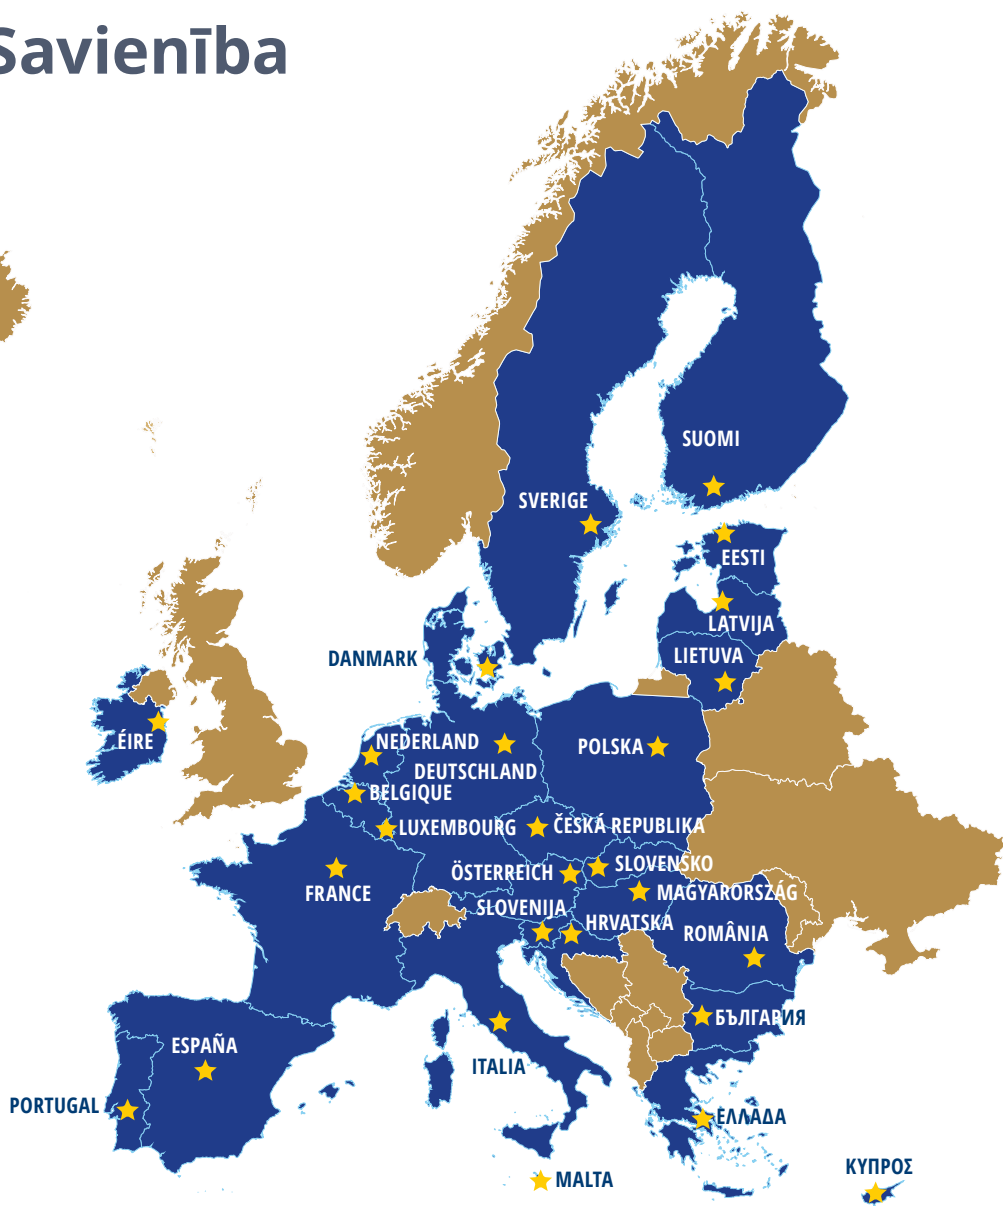 Savienība
SUOMI
SVERIGE
EESTI
LATVIJA
DANMARK
LIETUVA
ÉIRE
NEDERLAND
POLSKA
DEUTSCHLAND
BELGIQUE
LUXEMBOURG
ČESKÁ REPUBLIKA
ÖSTERREICH
SLOVENSKO
FRANCE
MAGYARORSZÁG
SLOVENIJA
HRVATSKA
ROMÂNIA
БЪЛГАРИЯ
ESPAÑA
ITALIA
PORTUGAL
ΕΛΛΑΔΑ
ΚΥΠΡΟΣ
MALTA